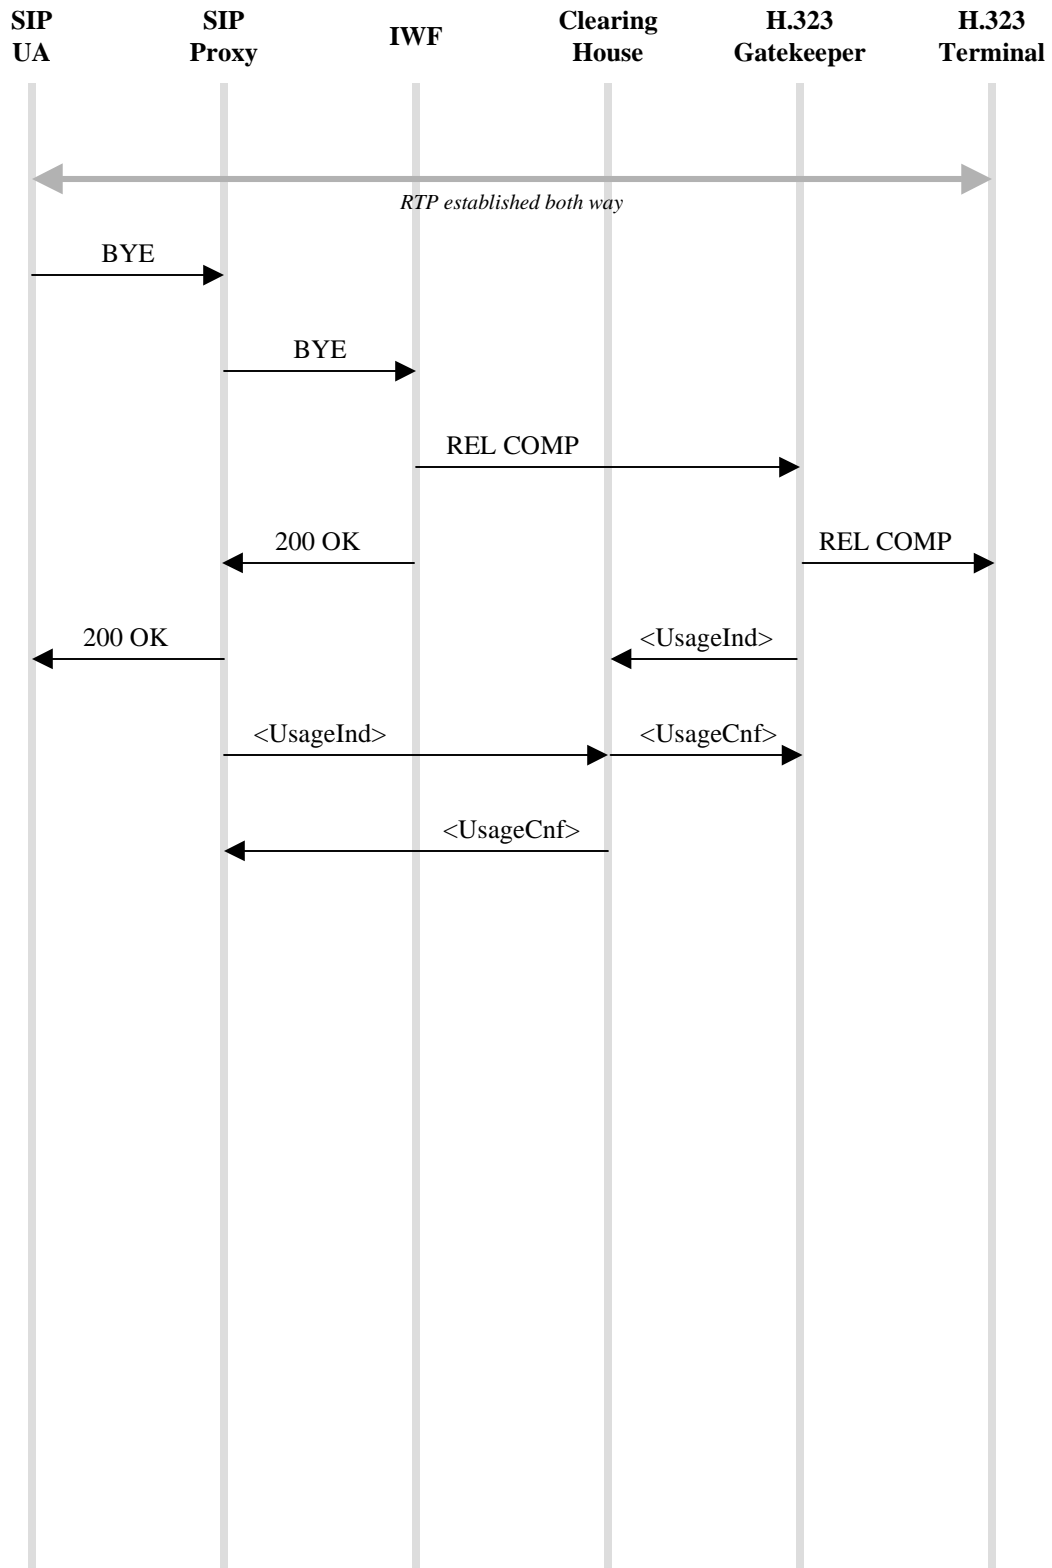 SIP
UA
SIP
Proxy
IWF
Clearing
House
H.323
Gatekeeper
H.323
Terminal
RTP established both way
BYE
BYE
REL COMP
200 OK
REL COMP
200 OK
<UsageInd>
<UsageInd>
<UsageCnf>
<UsageCnf>